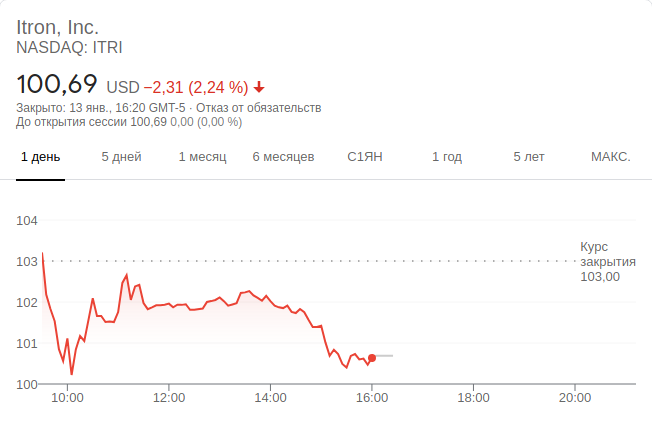 Itron, Inc.
NASDAQ: ITRI
100,69 USD −2,31 (2,24 %)
Закрыто: 13 янв., 16:20 GMT-5 · Отказ от обязательств
До открытия сессии 100,69 0,00 (0,00 %)
1 день 5 дней 1 месяц 6 месяцев С1ЯН 1 год 5 лет МАКС.
104
103
102
101
100
Курс
закрытия
103,00
10:00 12:00 14:00 16:00 18:00 20:00